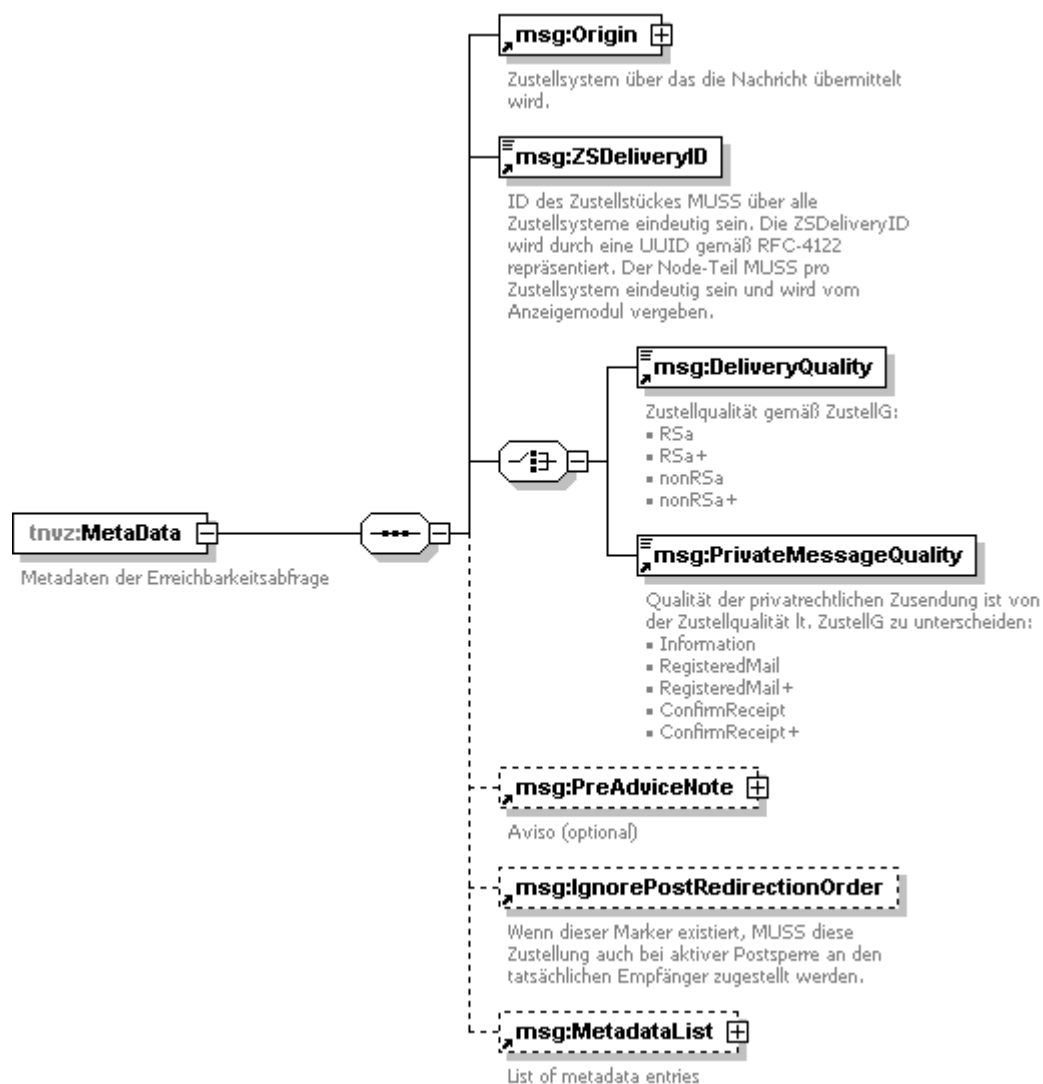 msg:Origin
Zustellsystem über das die Nachricht übermittelt
wird.
msg:ZSDeliveryID
ID des Zustellstückes MUSS über alle
Zustellsysteme eindeutig sein. Die ZSDeliveryID
wird durch eine UUID gemäß RFC-4122
repräsentiert. Der Node-Teil MUSS pro
Zustellsystem eindeutig sein und wird vom
Anzeigemodul vergeben.
msg:DeliveryQuality
Zustellqualität gemäß ZustellG:
▪ RSa
▪ RSa+
▪ nonRSa
▪ nonRSa+
tnvz:MetaData
Metadaten der Erreichbarkeitsabfrage
msg:PrivateMessageQuality
Qualität der privatrechtlichen Zusendung ist von
der Zustellqualität lt. ZustellG zu unterscheiden:
▪ Information
▪ RegisteredMail
▪ RegisteredMail+
▪ ConfirmReceipt
▪ ConfirmReceipt+
msg:PreAdviceNote
Aviso (optional)
msg:IgnorePostRedirectionOrder
Wenn dieser Marker existiert, MUSS diese
Zustellung auch bei aktiver Postsperre an den
tatsächlichen Empfänger zugestellt werden.
msg:MetadataList
List of metadata entries